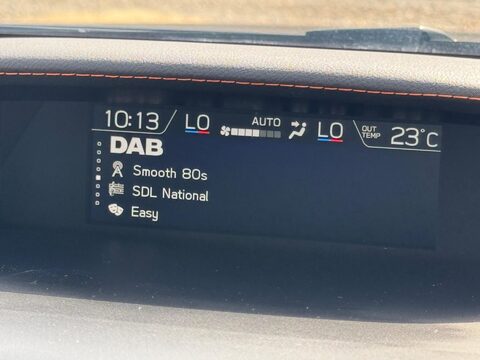 10:13 LO AUTO LO OUT TEMP 23°C
DAB
Smooth 80s
SDL National
Easy